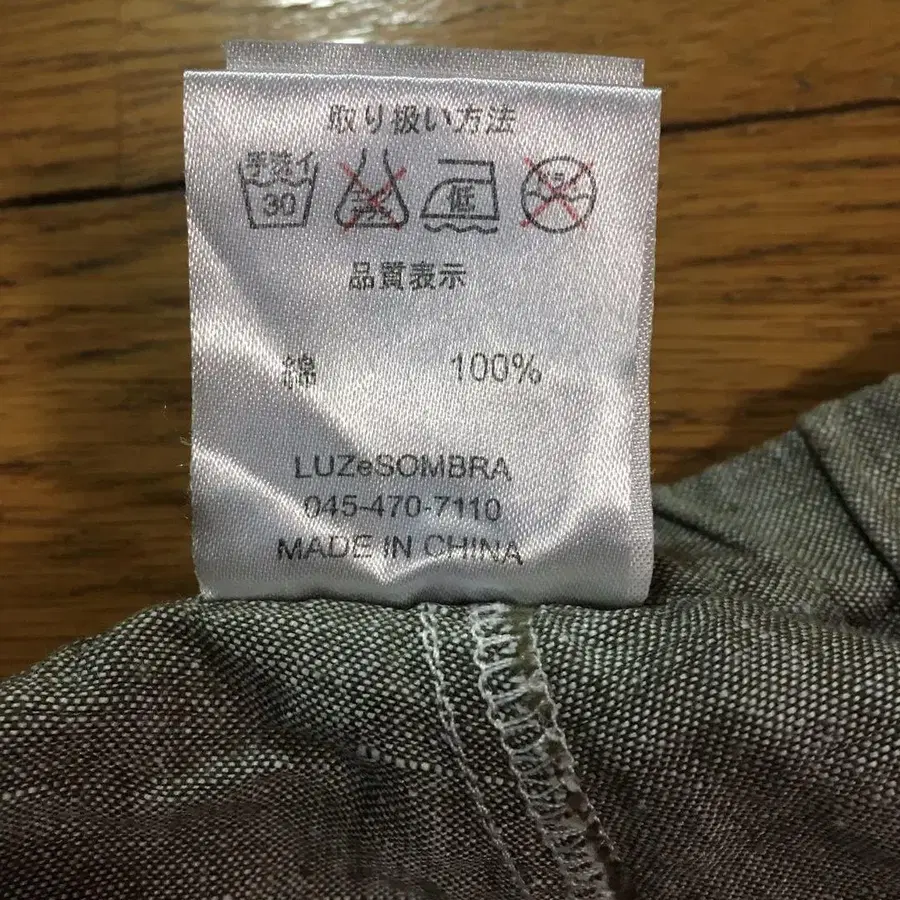 取り扱い方法
手洗イ
30
低
品質表示
綿 100%
LUZeSOMBRA
045-470-7110
MADE IN CHINA